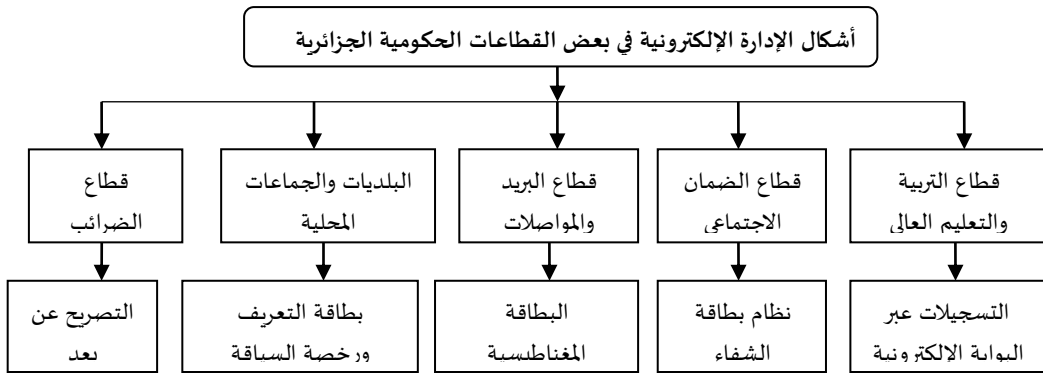 أشكال الإدارة الإلكترونية في بعض القطاعات الحكومية الجزائرية
قطاع التربية
والتعليم العالي
قطاع الضمان
الاجتماعي
قطاع البريد
والمواصلات
البلديات والجماعات
المحلية
قطاع
الضرائب
التسجيلات عبر
البوابة الإلكترونية
نظام بطاقة
الشفاء
البطاقة
المغناطيسية
بطاقة التعريف
ورخصة السياقة
التصريح عن
بعد